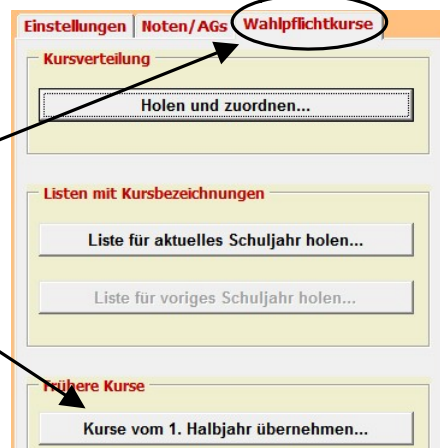 Einstellungen Noten/AGs Wahlpflichtkurse
Kursverteilung
Holen und zuordnen...
Listen mit Kursbezeichnungen
Liste für aktuelles Schuljahr holen...
Liste für voriges Schuljahr holen...
Frühere Kurse
Kurse vom 1. Halbjahr übernehmen...